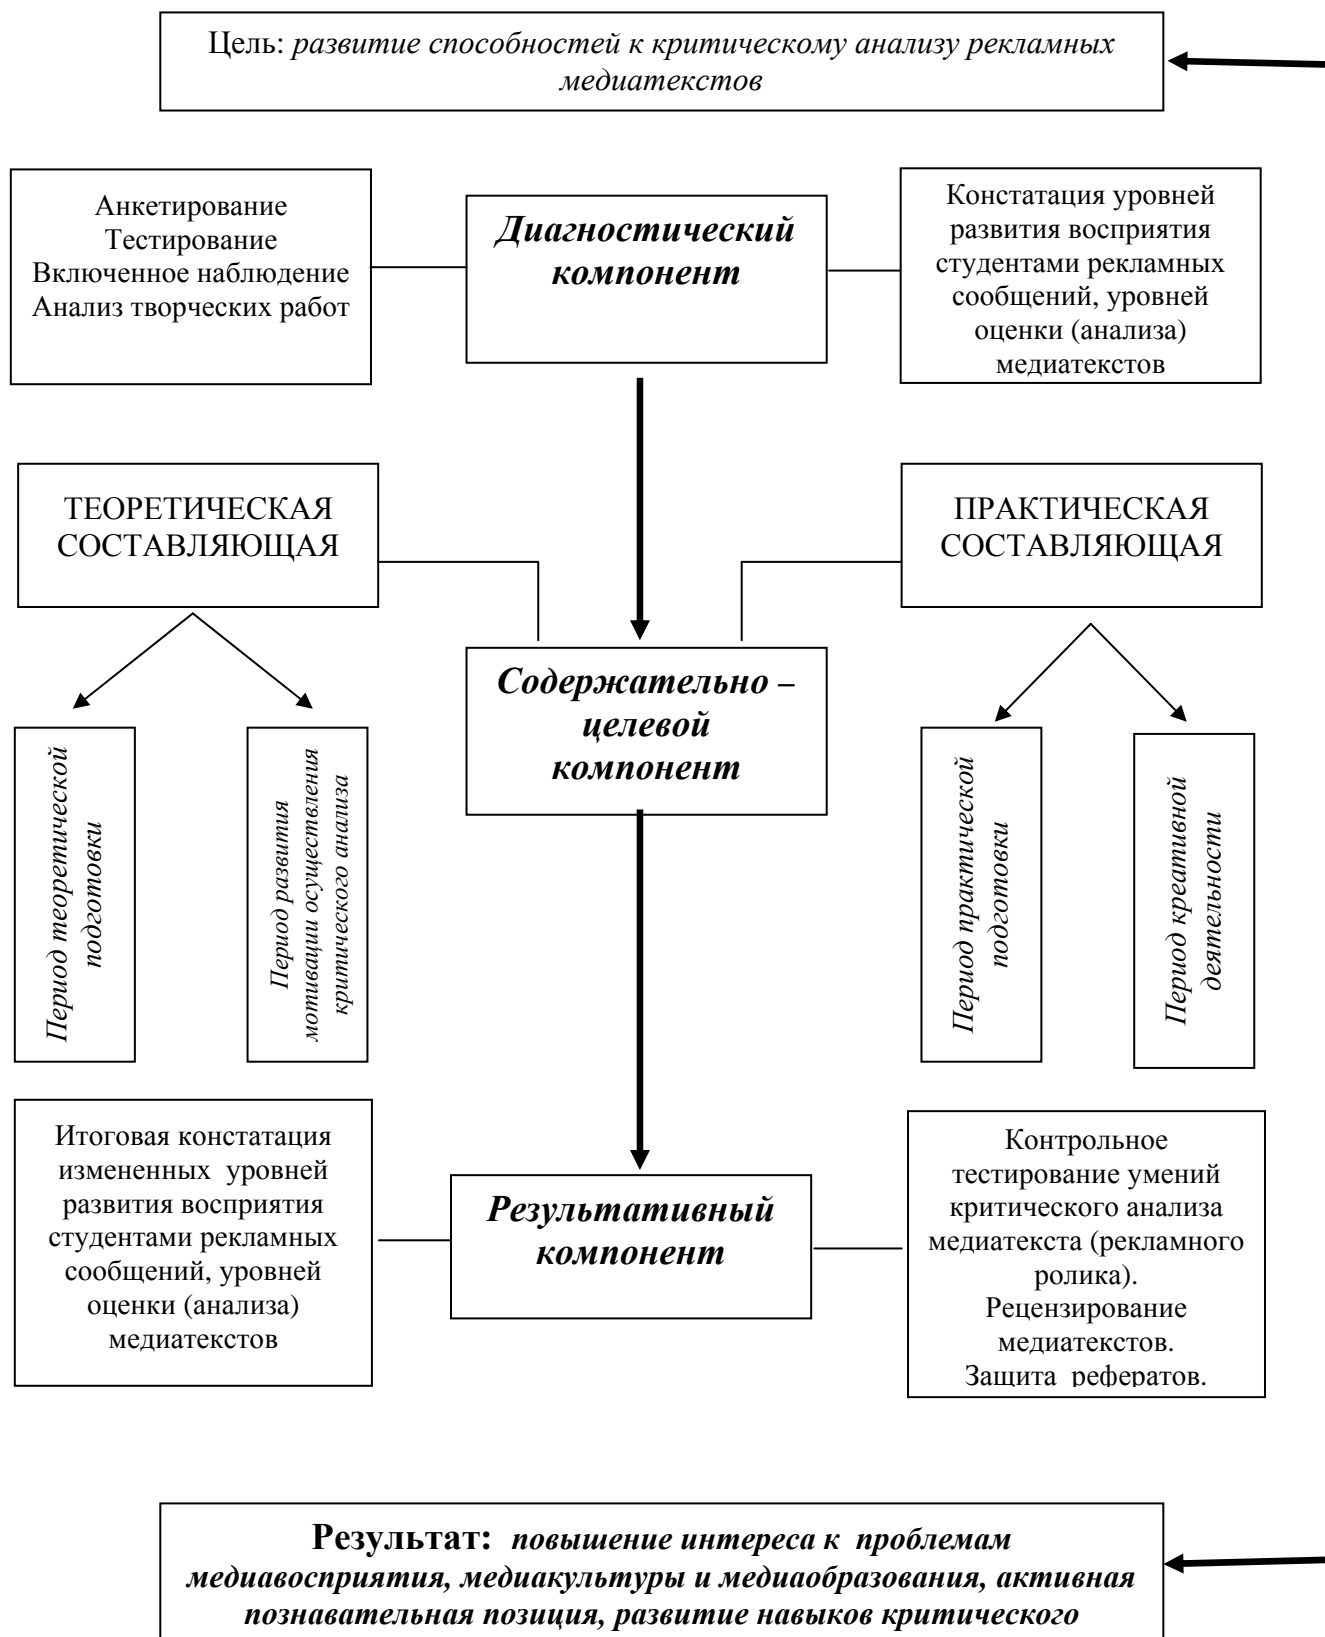 Цель: развитие способностей к критическому анализу рекламных
медиатекстов
Анкетирование
Тестирование
Включенное наблюдение
Анализ творческих работ
Диагностический
компонент
Констатация уровней
развития восприятия
студентами рекламных
сообщений, уровней
оценки (анализа)
медиатекстов
ТЕОРЕТИЧЕСКАЯ
СОСТАВЛЯЮЩАЯ
ПРАКТИЧЕСКАЯ
СОСТАВЛЯЮЩАЯ
Содержательно –
целевой
компонент
Период теоретической
подготовки
Период развития
мотивации осуществления
критического анализа
Период практической
подготовки
Период креативной
деятельности
Итоговая констатация
измененных уровней
развития восприятия
студентами рекламных
сообщений, уровней
оценки (анализа)
медиатекстов
Результативный
компонент
Контрольное
тестирование умений
критического анализа
медиатекста (рекламного
ролика).
Рецензирование
медиатекстов.
Защита рефератов.
Результат: повышение интереса к проблемам
медиавосприятия, медиакультуры и медиаобразования, активная
познавательная позиция, развитие навыков критического